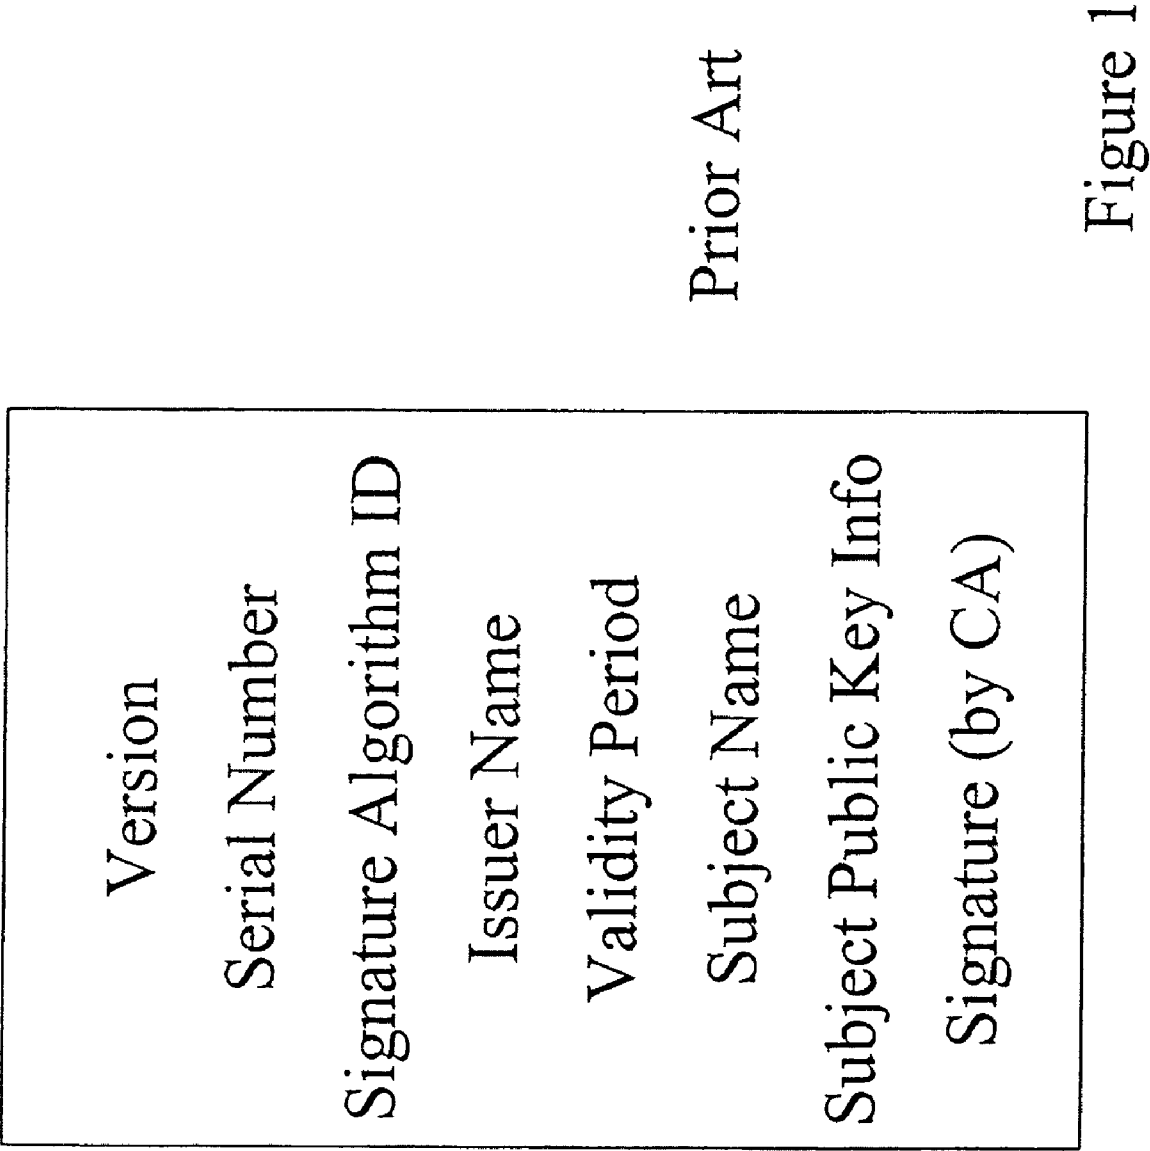 Version
Serial Number
Signature Algorithm ID
Issuer Name
Validity Period
Subject Name
Subject Public Key Info
Signature (by CA)
Prior Art
Figure 1